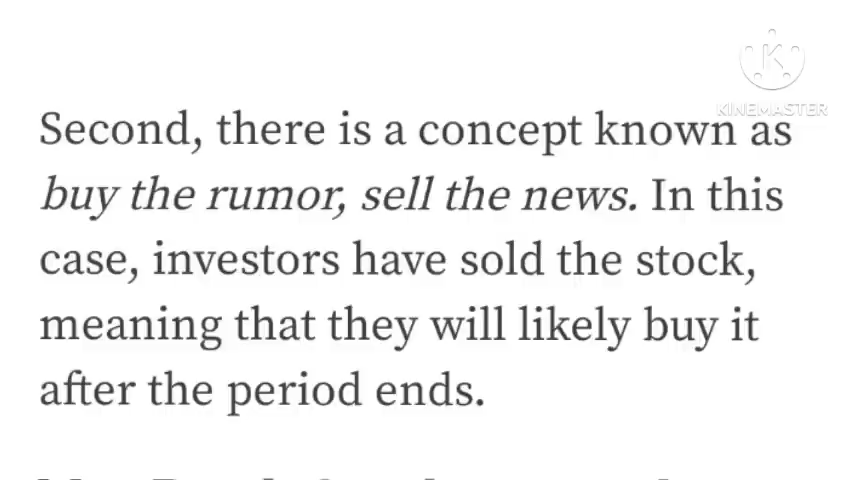 KINEMASTER
Second, there is a concept known as
buy the rumor, sell the news. In this
case, investors have sold the stock,
meaning that they will likely buy it
after the period ends.